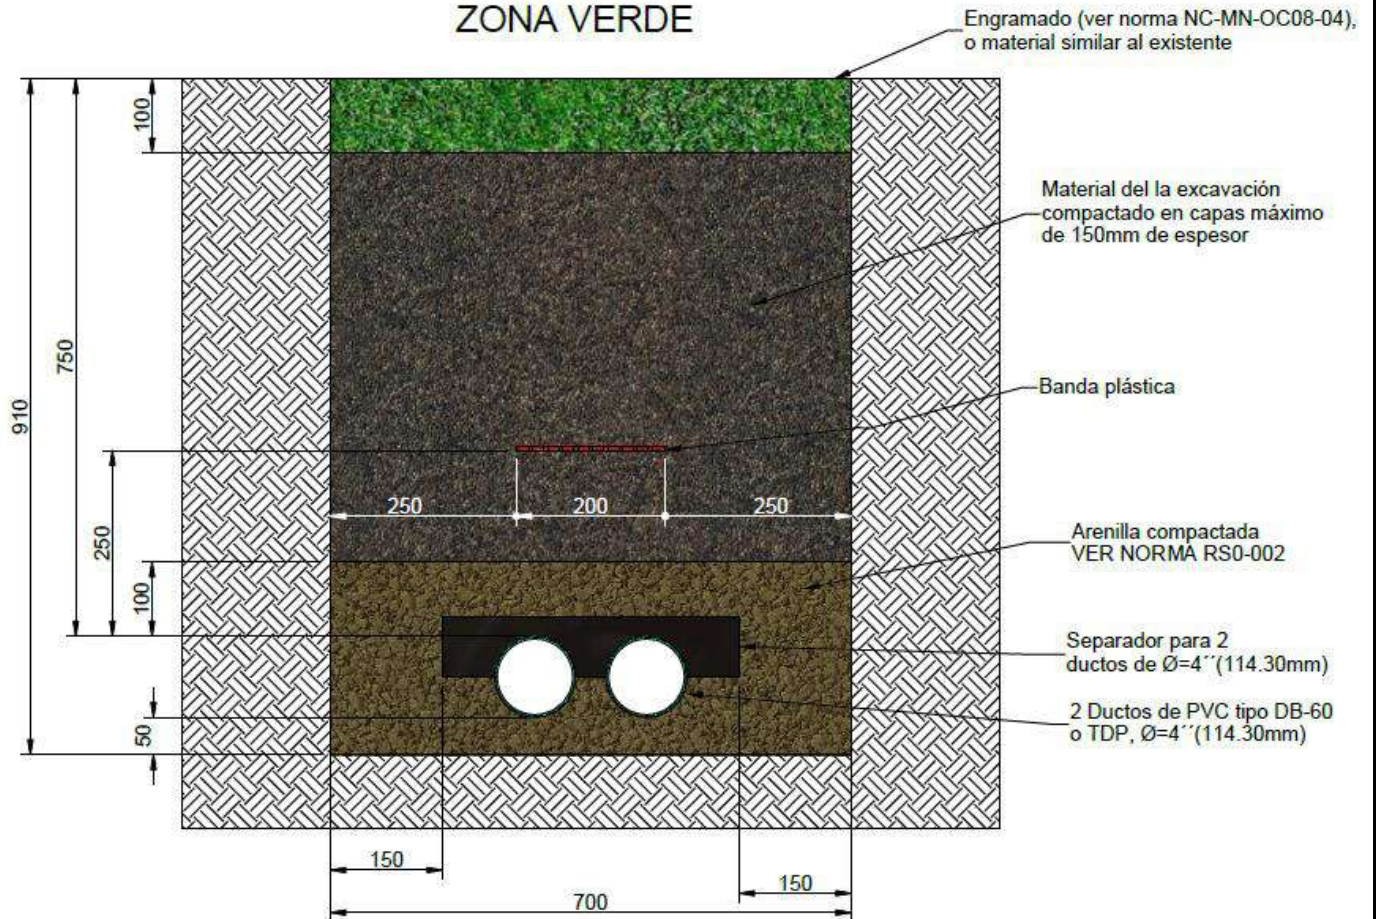 ZONA VERDE
Engramado (ver norma NC-MN-OC08-04),
o material similar al existente
100
Material del la excavación
compactado en capas máximo
de 150mm de espesor
750
910
Banda plástica
250
200
250
250
Arenilla compactada
VER NORMA RS0-002
100
Separador para 2
ductos de Ø=4´´(114.30mm)
2 Ductos de PVC tipo DB-60
o TDP, Ø=4´´(114.30mm)
50
150
150
700